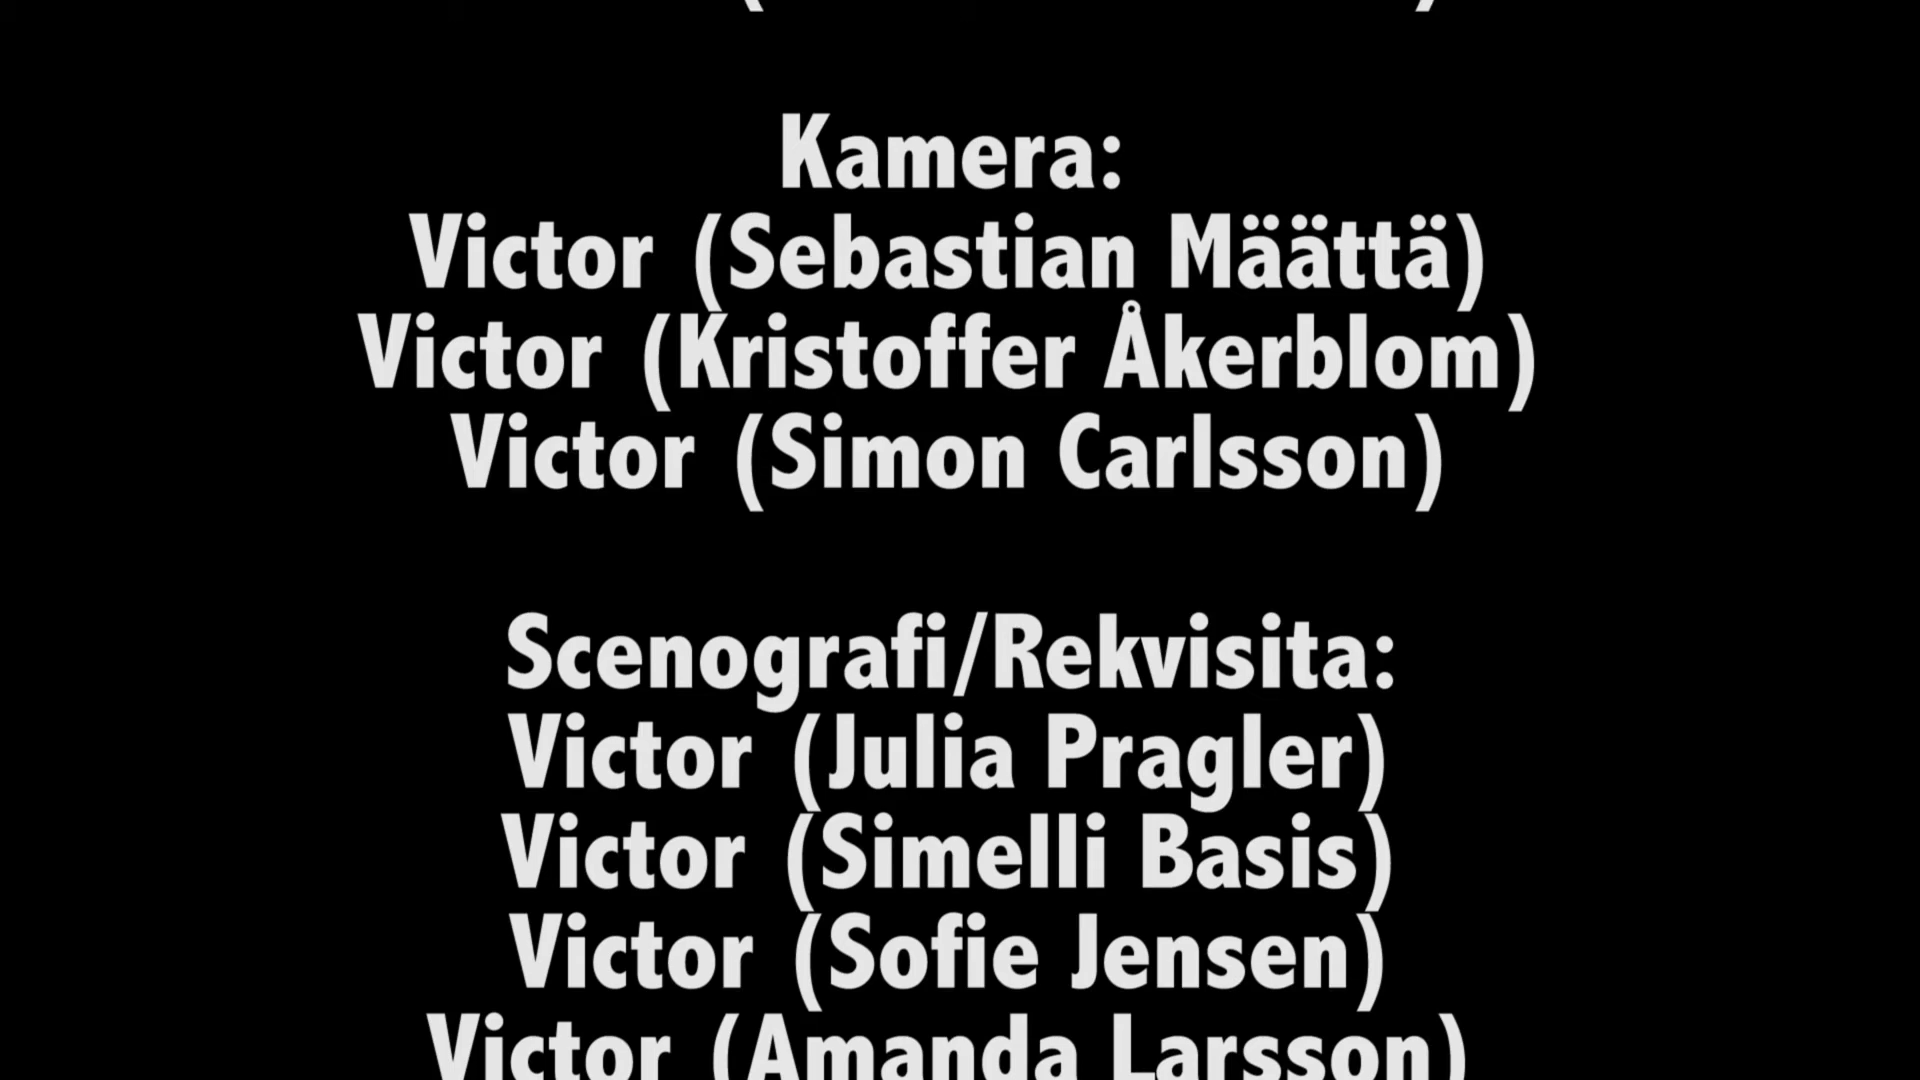 Kamera:
Victor (Sebastian Määttä)
Victor (Kristoffer Åkerblom)
Victor (Simon Carlsson)
Scenografi/Rekvisita:
Victor (Julia Pragler)
Victor (Simelli Basis)
Victor (Sofie Jensen)
Victor (Amanda Larsson)